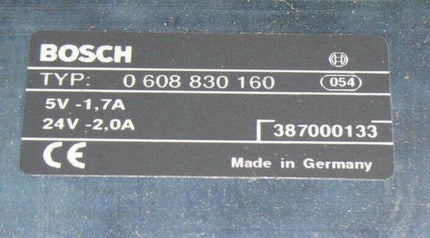 BOSCH
TYP: 0 608 830 160 054
5V -1,7A
24V -2,0A
387000133
CE
Made in Germany